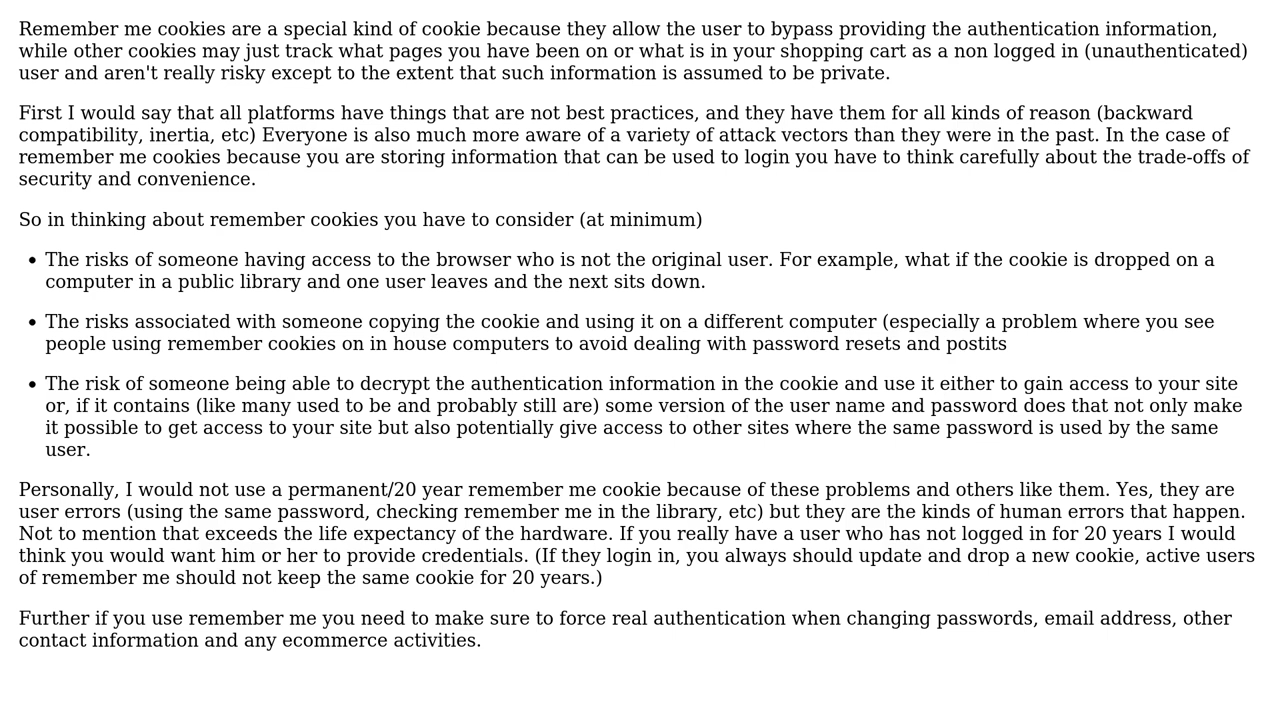 Remember me cookies are a special kind of cookie because they allow the user to bypass providing the authentication information,
while other cookies may just track what pages you have been on or what is in your shopping cart as a non logged in (unauthenticated)
user and aren't really risky except to the extent that such information is assumed to be private.
First I would say that all platforms have things that are not best practices, and they have them for all kinds of reason (backward
compatibility, inertia, etc) Everyone is also much more aware of a variety of attack vectors than they were in the past. In the case of
remember me cookies because you are storing information that can be used to login you have to think carefully about the trade-offs of
security and convenience.
So in thinking about remember cookies you have to consider (at minimum)
• The risks of someone having access to the browser who is not the original user. For example, what if the cookie is dropped on a
computer in a public library and one user leaves and the next sits down.
• The risks associated with someone copying the cookie and using it on a different computer (especially a problem where you see
people using remember cookies on in house computers to avoid dealing with password resets and postits
• The risk of someone being able to decrypt the authentication information in the cookie and use it either to gain access to your site
or, if it contains (like many used to be and probably still are) some version of the user name and password does that not only make
it possible to get access to your site but also potentially give access to other sites where the same password is used by the same
user.
Personally, I would not use a permanent/20 year remember me cookie because of these problems and others like them. Yes, they are
user errors (using the same password, checking remember me in the library, etc) but they are the kinds of human errors that happen.
Not to mention that exceeds the life expectancy of the hardware. If you really have a user who has not logged in for 20 years I would
think you would want him or her to provide credentials. (If they login in, you always should update and drop a new cookie, active users
of remember me should not keep the same cookie for 20 years.)
Further if you use remember me you need to make sure to force real authentication when changing passwords, email address, other
contact information and any ecommerce activities.